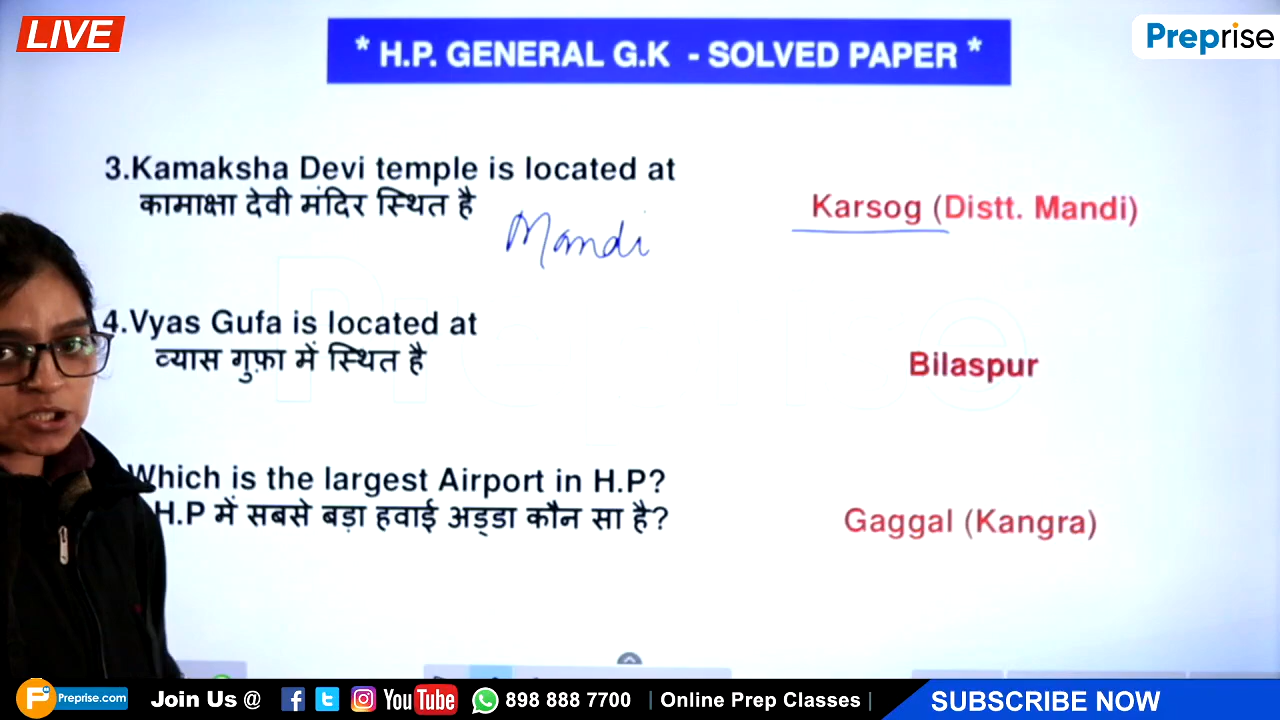 LIVE
* H.P. GENERAL G.K - SOLVED PAPER *
Preprise
3.Kamaksha Devi temple is located at
कामाक्षा देवी मंदिर स्थित है
Mandi
Karsog (Distt. Mandi)
4.Vyas Gufa is located at
व्यास गुफ़ा में स्थित है
Bilaspur
Which is the largest Airport in H.P?
H.P में सबसे बड़ा हवाई अड्डा कौन सा है?
Gaggal (Kangra)
Preprise
Preprise.com Join Us @ YouTube 898 888 7700 | Online Prep Classes | SUBSCRIBE NOW